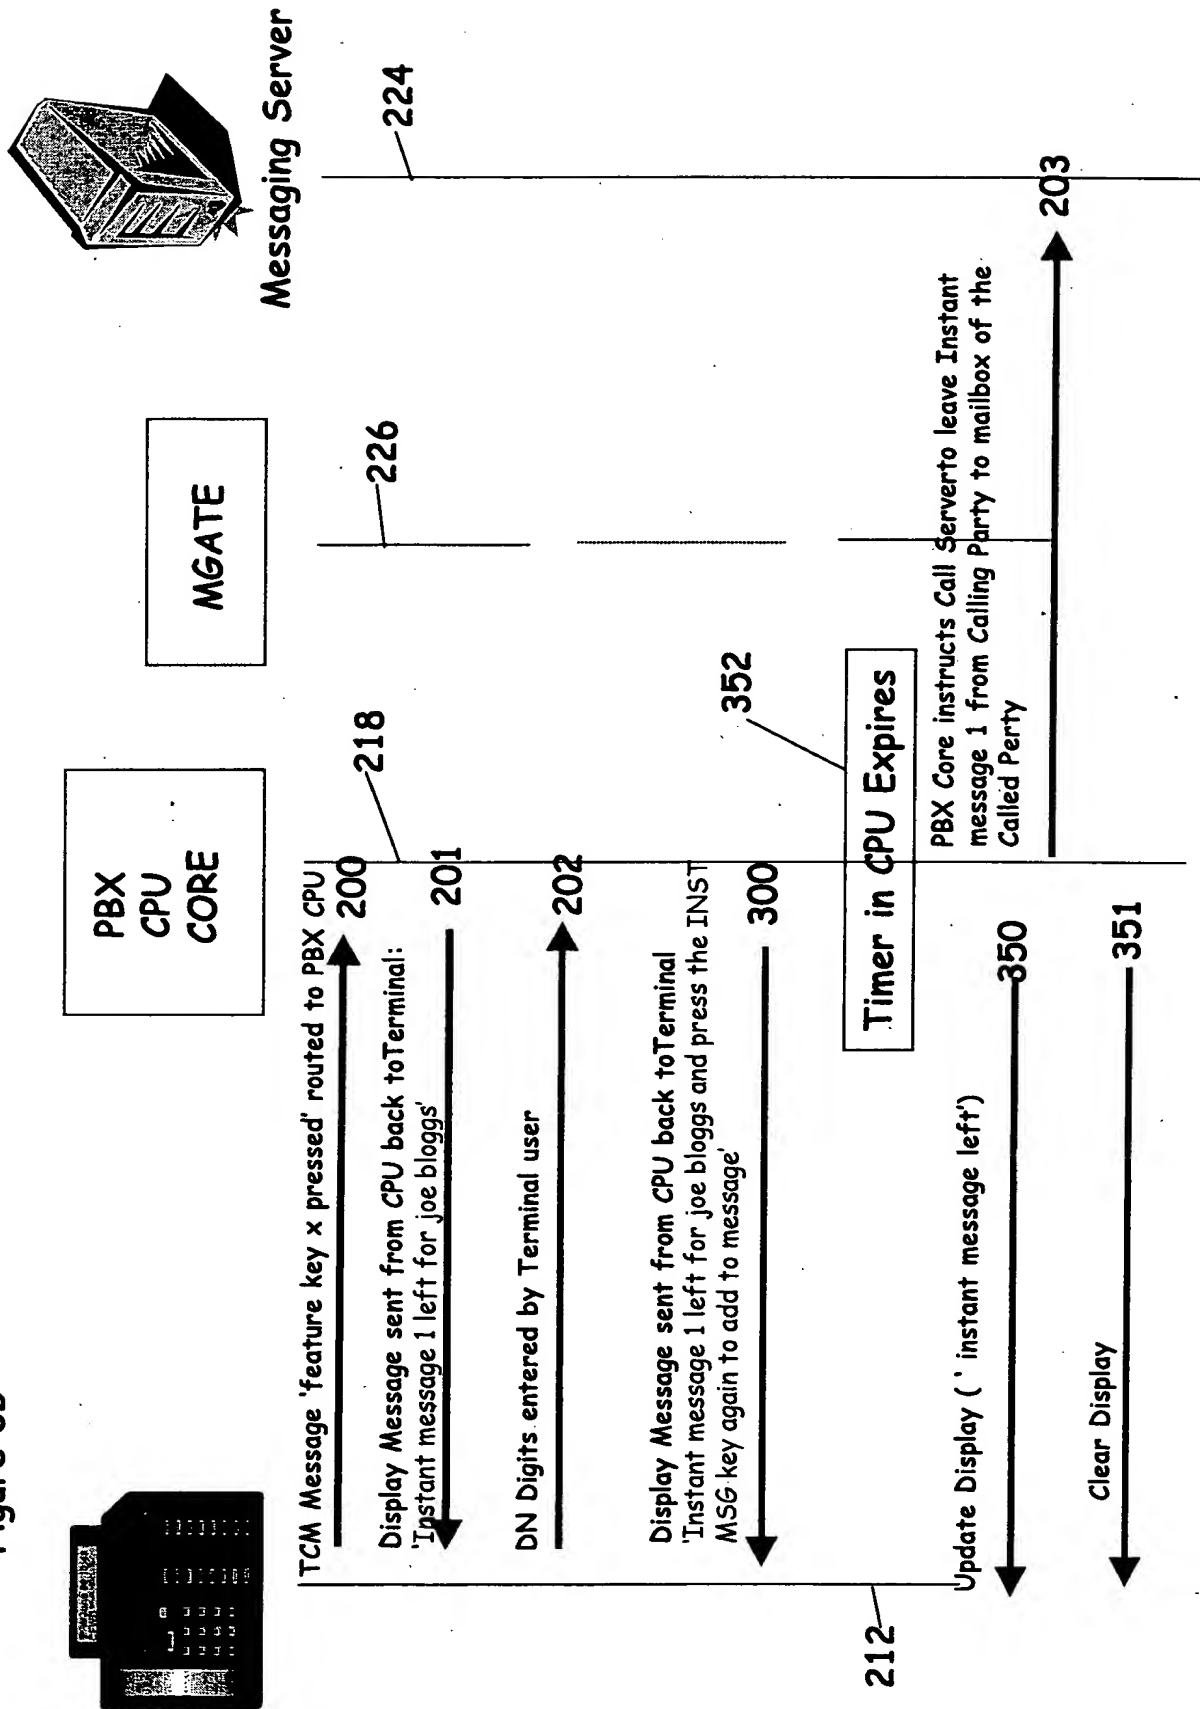 PBX
CPU
CORE
MGATE
Messaging Server
TCM Message 'feature key x pressed' routed to PBX CPU
200
218
226
224
Display Message sent from CPU back toTerminal:
'Instant message 1 left for joe bloggs'
201
DN Digits entered by Terminal user
202
Display Message sent from CPU back toTerminal
'Instant message 1 left for joe bloggs and press the INST
MSG key again to add to message'
300
352
Timer in CPU Expires
212
PBX Core instructs Call Serverto leave Instant
message 1 from Calling Party to mailbox of the
Called Perty
203
Update Display ( ' instant message left')
350
Clear Display
351